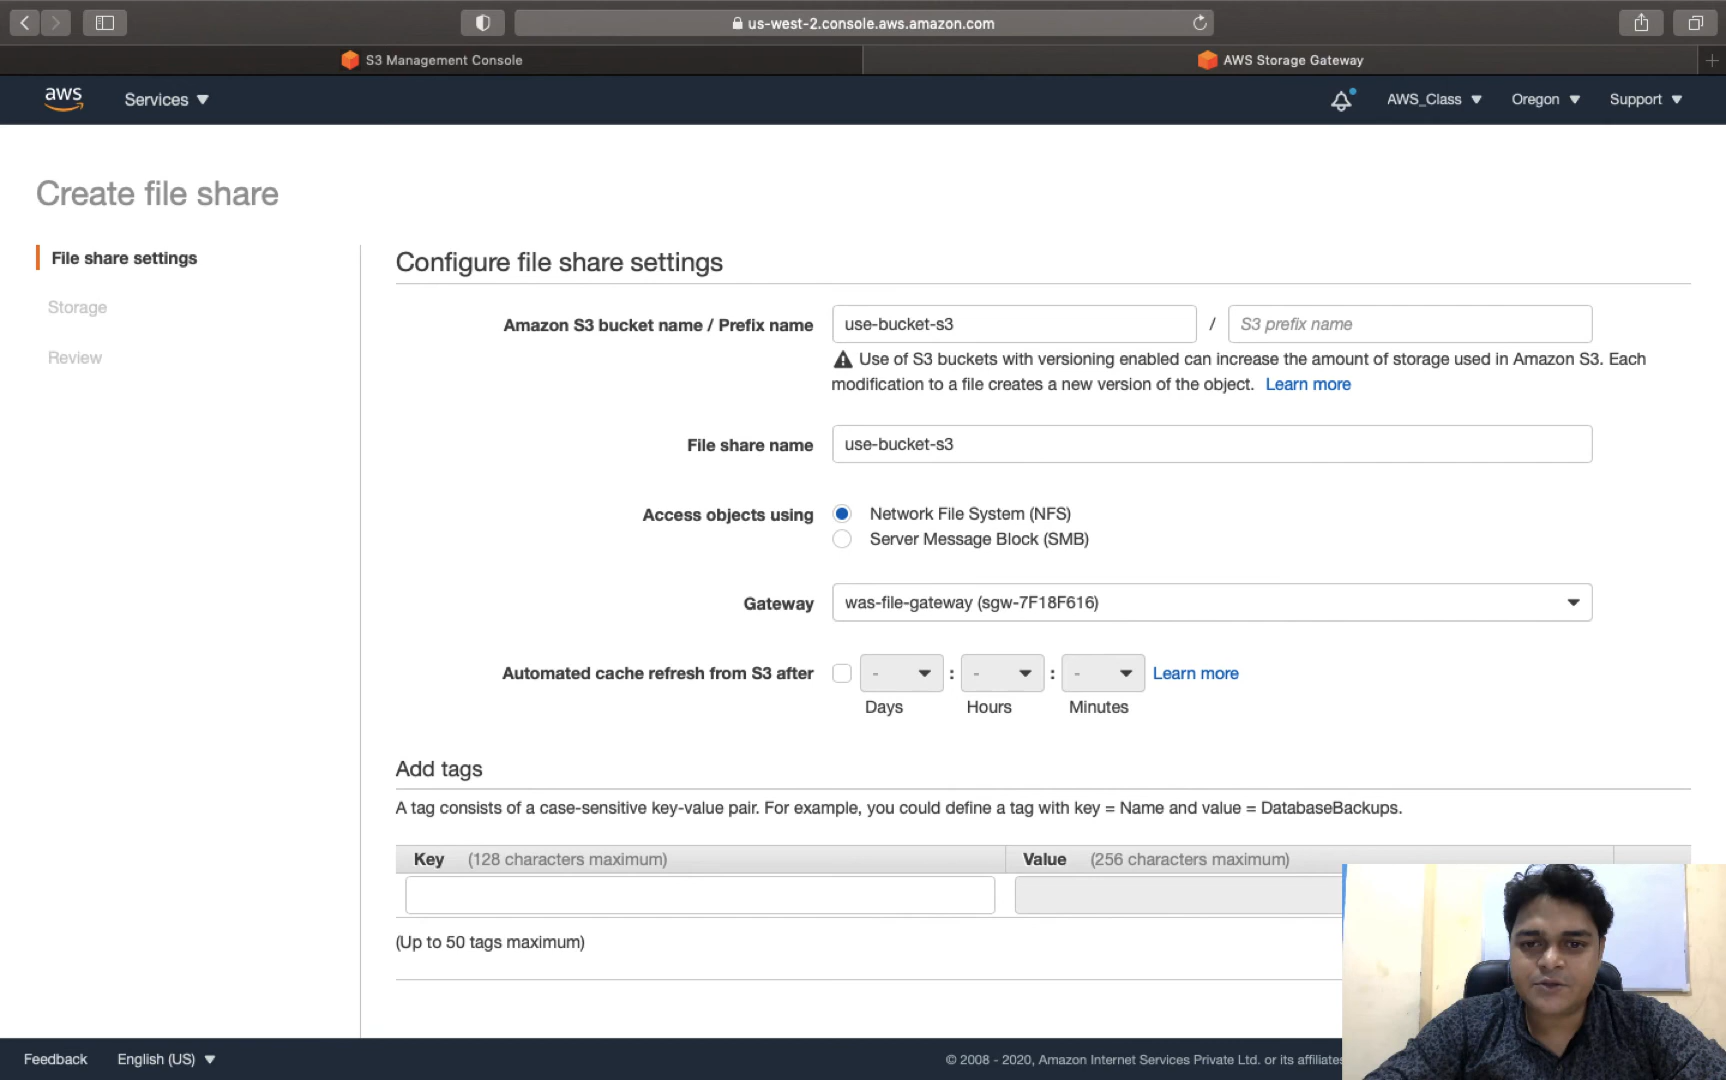 us-west-2.console.aws.amazon.com
S3 Management Console
AWS Storage Gateway
aws
Services
AWS_Class
Oregon
Support
Create file share
File share settings
Storage
Review
Configure file share settings
Amazon S3 bucket name / Prefix name
use-bucket-s3
/
S3 prefix name
Use of S3 buckets with versioning enabled can increase the amount of storage used in Amazon S3. Each
modification to a file creates a new version of the object. Learn more
File share name
use-bucket-s3
Access objects using
Network File System (NFS)
Server Message Block (SMB)
Gateway
was-file-gateway (sgw-7F18F616)
Automated cache refresh from S3 after
- : - : - Learn more
Days Hours Minutes
Add tags
A tag consists of a case-sensitive key-value pair. For example, you could define a tag with key = Name and value = DatabaseBackups.
Key (128 characters maximum)
Value (256 characters maximum)
(Up to 50 tags maximum)
Feedback
English (US)
© 2008 - 2020, Amazon Internet Services Private Ltd. or its affiliates